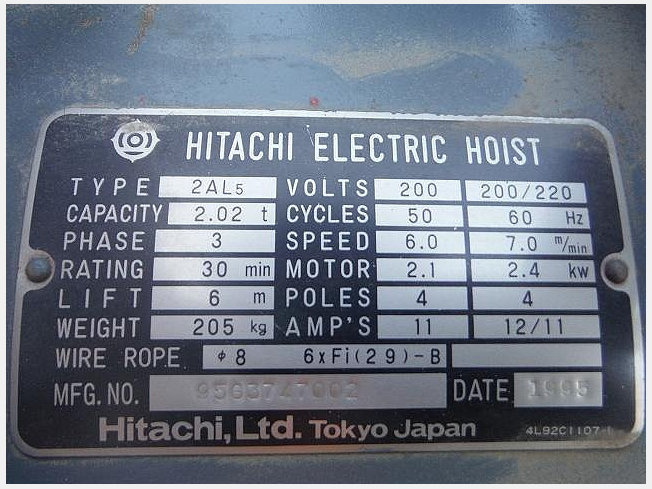 HITACHI ELECTRIC HOIST
TYPE 2AL5 VOLTS 200 200/220
CAPACITY 2.02 t CYCLES 50 60 Hz
PHASE 3 SPEED 6.0 7.0 m/min
RATING 30 min MOTOR 2.1 2.4 kw
LIFT 6 m POLES 4 4
WEIGHT 205 kg AMP'S 11 12/11
WIRE ROPE φ8 6xFi(29)-B
MFG. NO. 9503747002 DATE 1995
Hitachi, Ltd. Tokyo Japan 4L92C1107-1